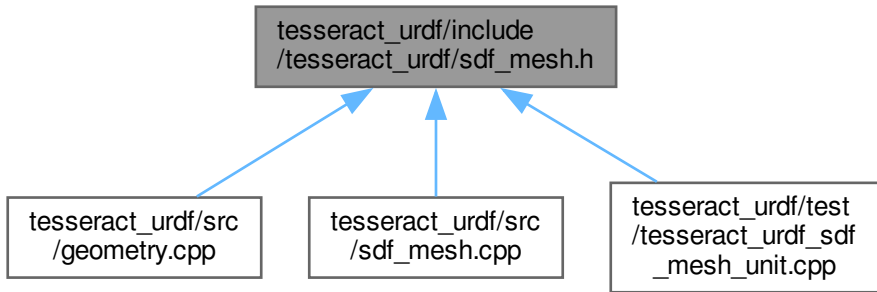 tesseract_urdf/include
/tesseract_urdf/sdf_mesh.h
tesseract_urdf/src
/geometry.cpp
tesseract_urdf/src
/sdf_mesh.cpp
tesseract_urdf/test
/tesseract_urdf_sdf
_mesh_unit.cpp